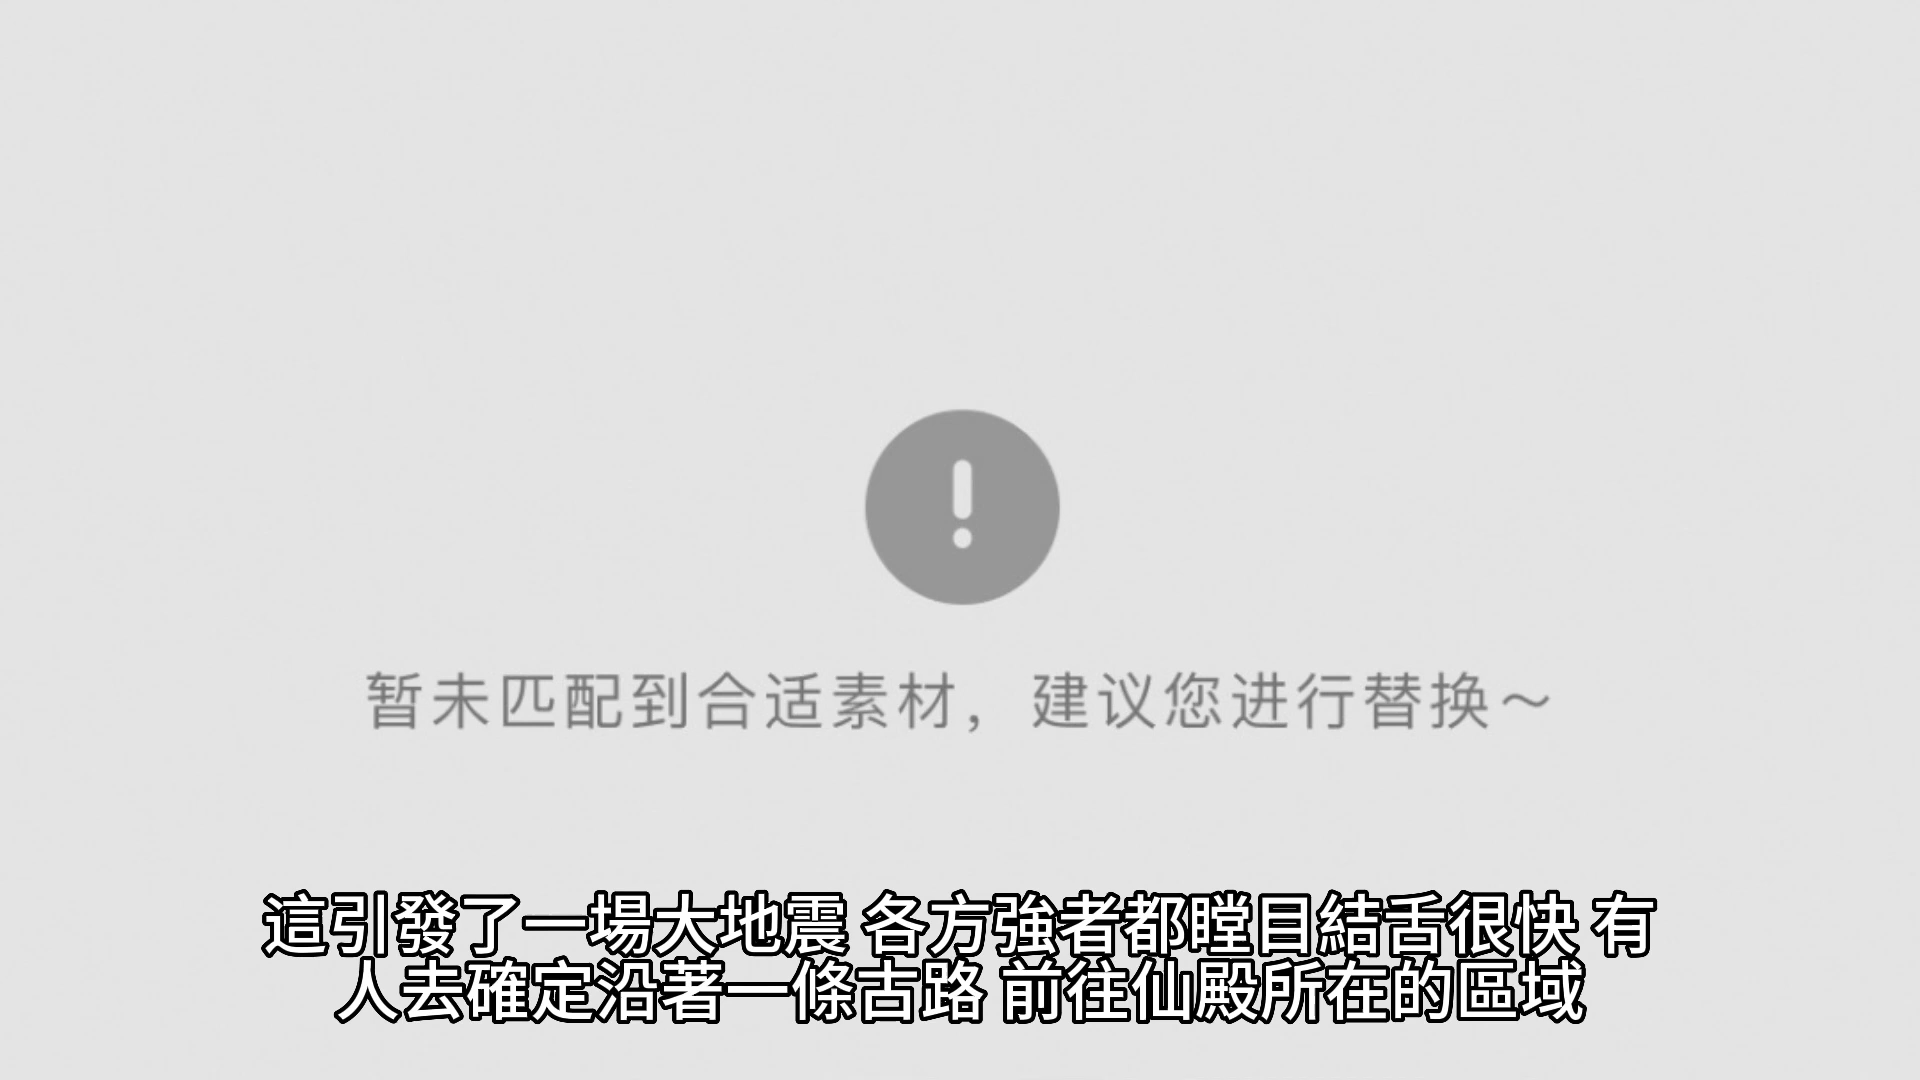 暂未匹配到合适素材，建议您进行替换～
這引發了一場大地震 各方強者都瞠目結舌很快 有
人去確定沿著一條古路 前往仙殿所在的區域